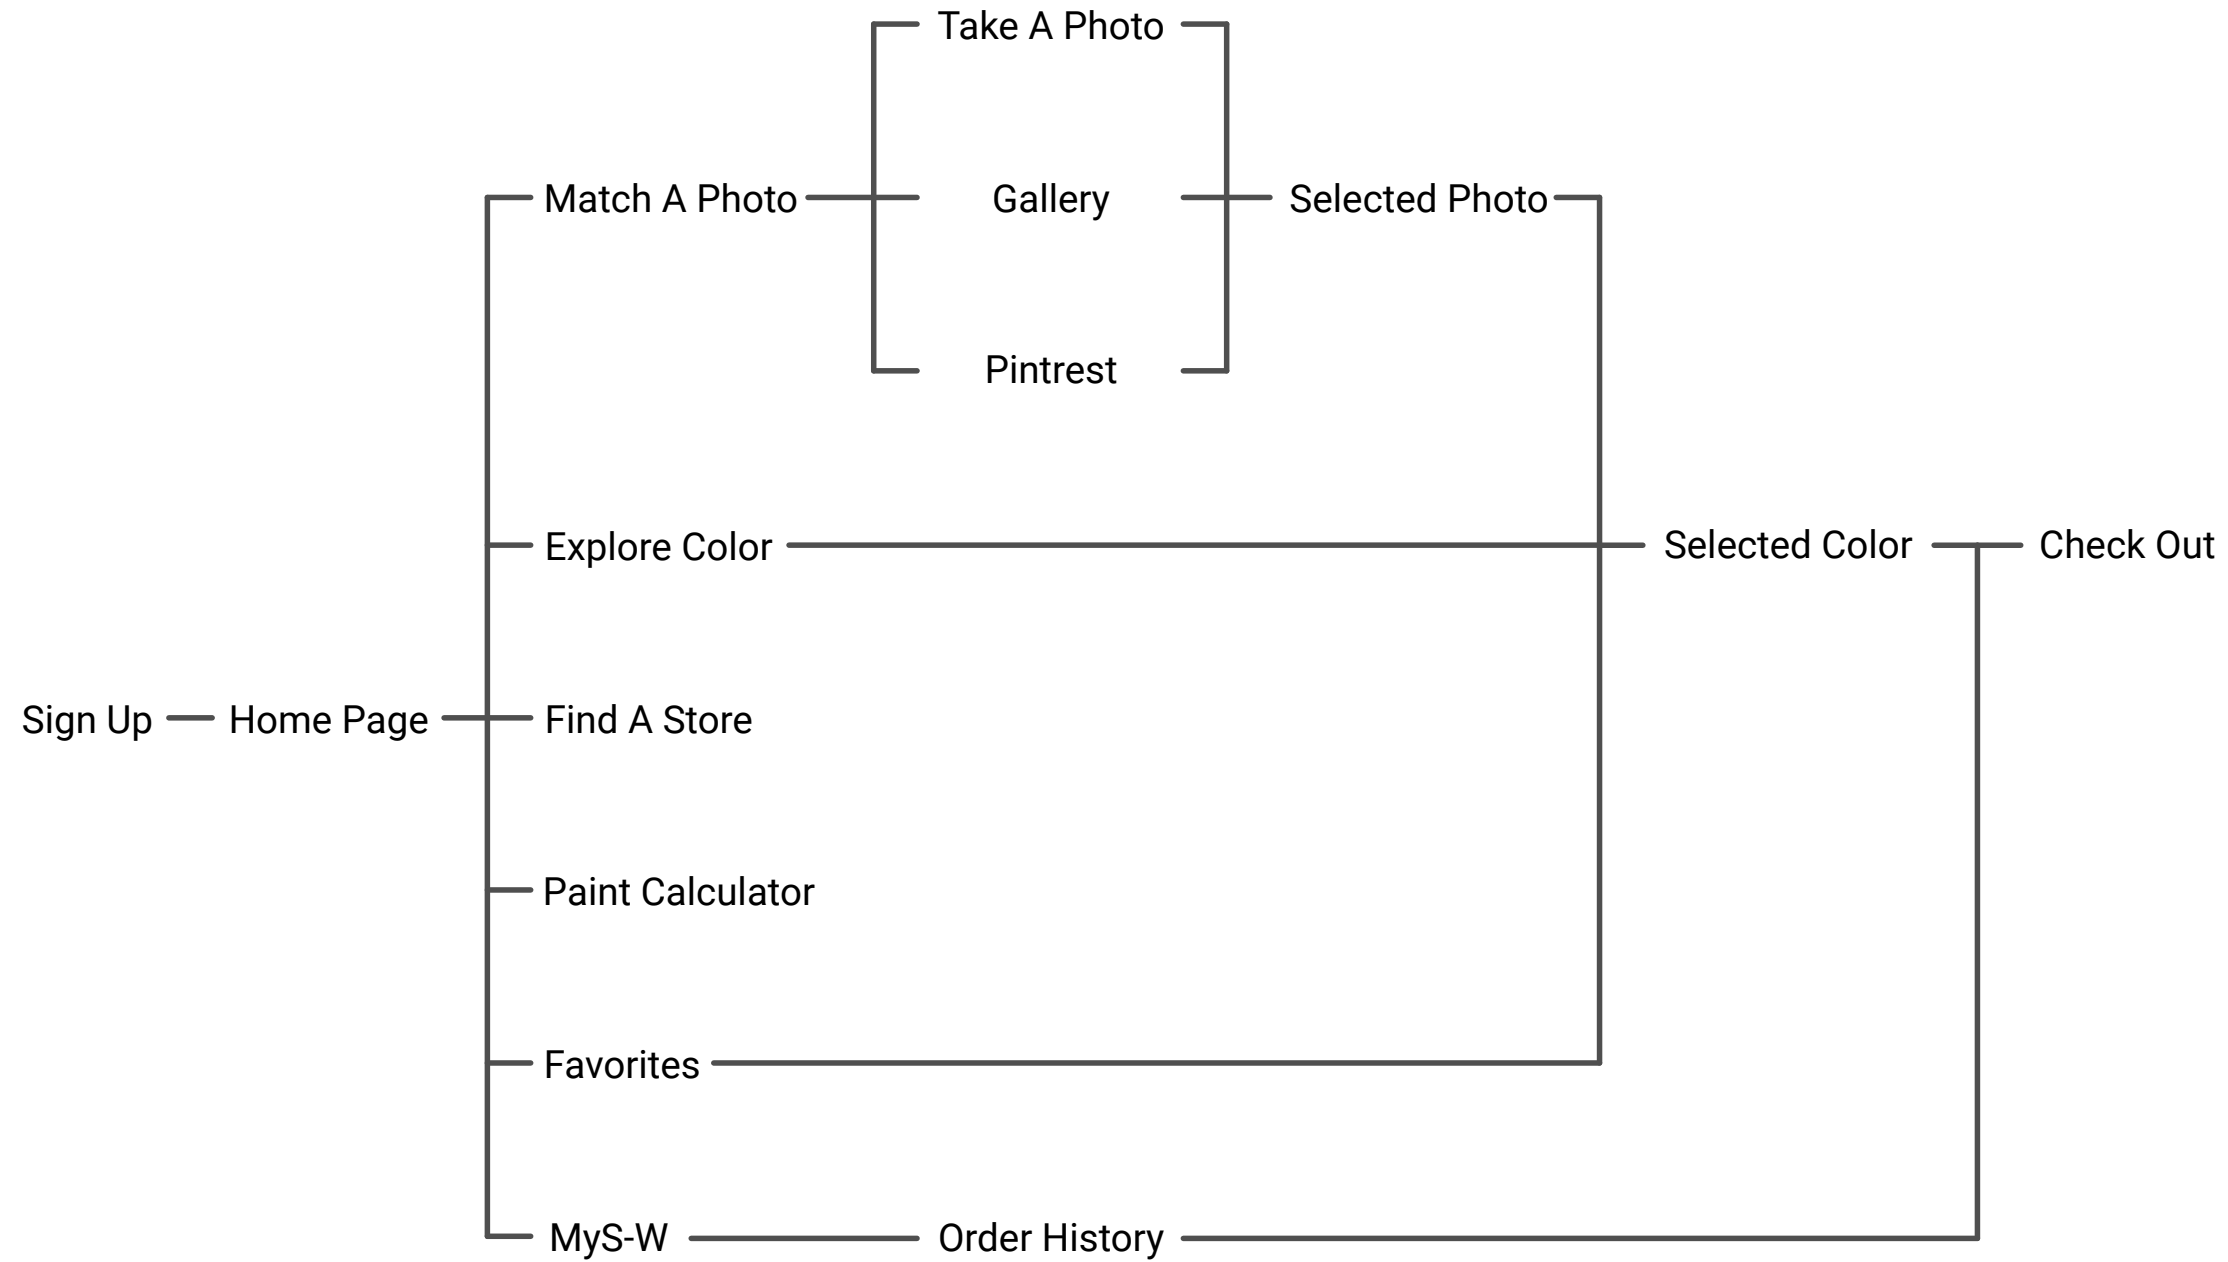 Take A Photo
Match A Photo
Gallery
Selected Photo
Pintrest
Explore Color
Selected Color
Check Out
Sign Up
Home Page
Find A Store
Paint Calculator
Favorites
MyS-W
Order History